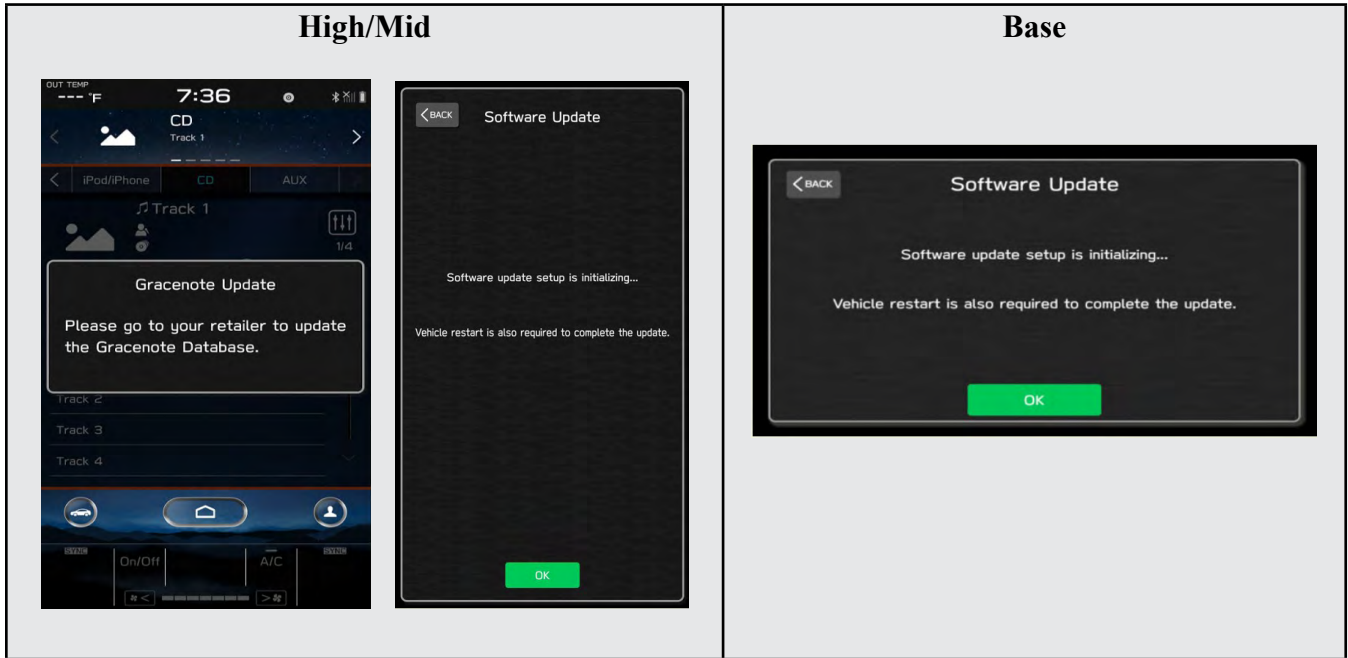 High/Mid
Base
OUT TEMP
--- °F
7:36
CD
Track 1
iPod/iPhone
CD
AUX
Track 1
1/4
Gracenote Update
Please go to your retailer to update
the Gracenote Database.
Track 2
Track 3
Track 4
On/Off
A/C
BACK
Software Update
Software update setup is initializing...
Vehicle restart is also required to complete the update.
OK
BACK
Software Update
Software update setup is initializing...
Vehicle restart is also required to complete the update.
OK